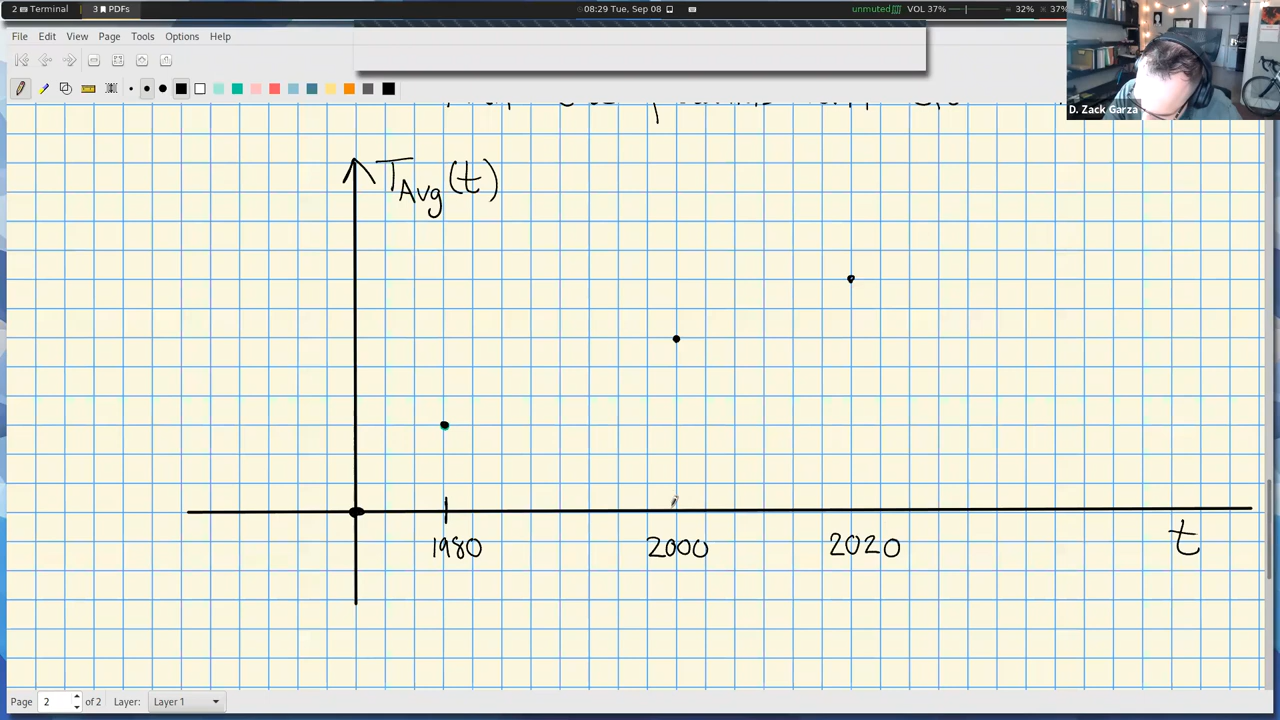 2 Terminal 3 PDFs 08:29 Tue, Sep 08 unmuted VOL 37% 32% 37%
File Edit View Page Tools Options Help
D. Zack Garza
T_Avg(t)
1980 2000 2020 t
Page 2 of 2 Layer: Layer 1